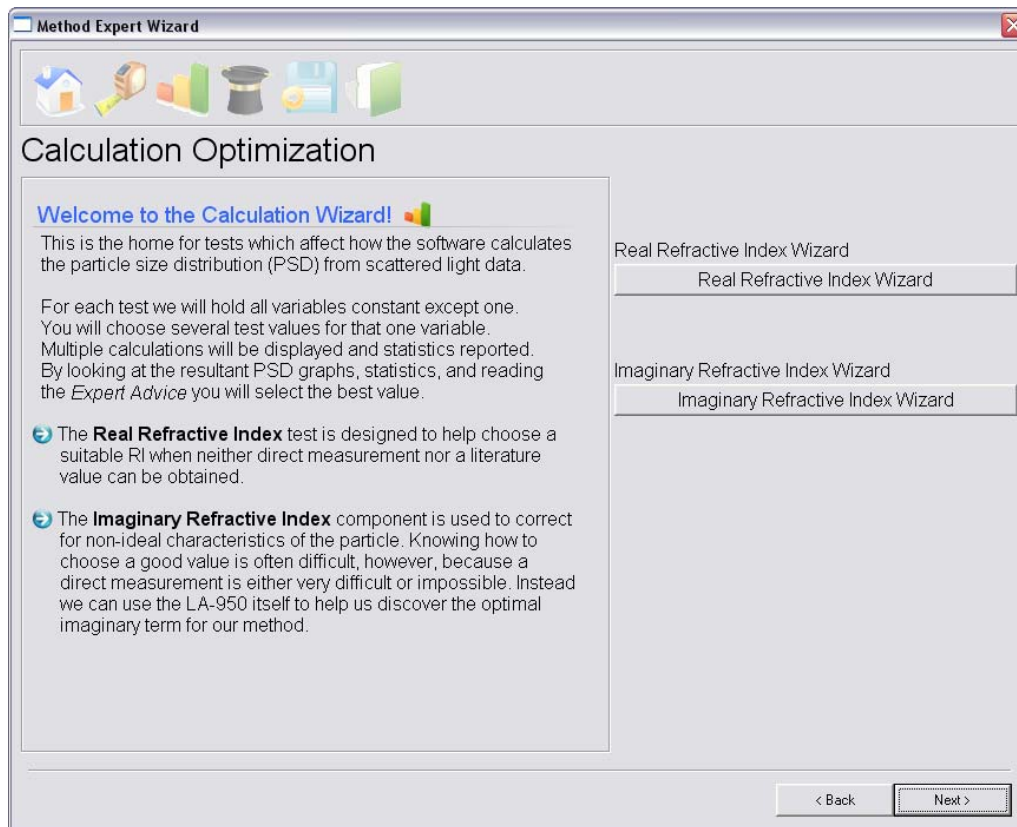 Method Expert Wizard
Calculation Optimization
Welcome to the Calculation Wizard!
This is the home for tests which affect how the software calculates
the particle size distribution (PSD) from scattered light data.
For each test we will hold all variables constant except one.
You will choose several test values for that one variable.
Multiple calculations will be displayed and statistics reported.
By looking at the resultant PSD graphs, statistics, and reading
the Expert Advice you will select the best value.
The Real Refractive Index test is designed to help choose a
suitable RI when neither direct measurement nor a literature
value can be obtained.
The Imaginary Refractive Index component is used to correct
for non-ideal characteristics of the particle. Knowing how to
choose a good value is often difficult, however, because a
direct measurement is either very difficult or impossible. Instead
we can use the LA-950 itself to help us discover the optimal
imaginary term for our method.
Real Refractive Index Wizard
Real Refractive Index Wizard
Imaginary Refractive Index Wizard
Imaginary Refractive Index Wizard
< Back
Next >